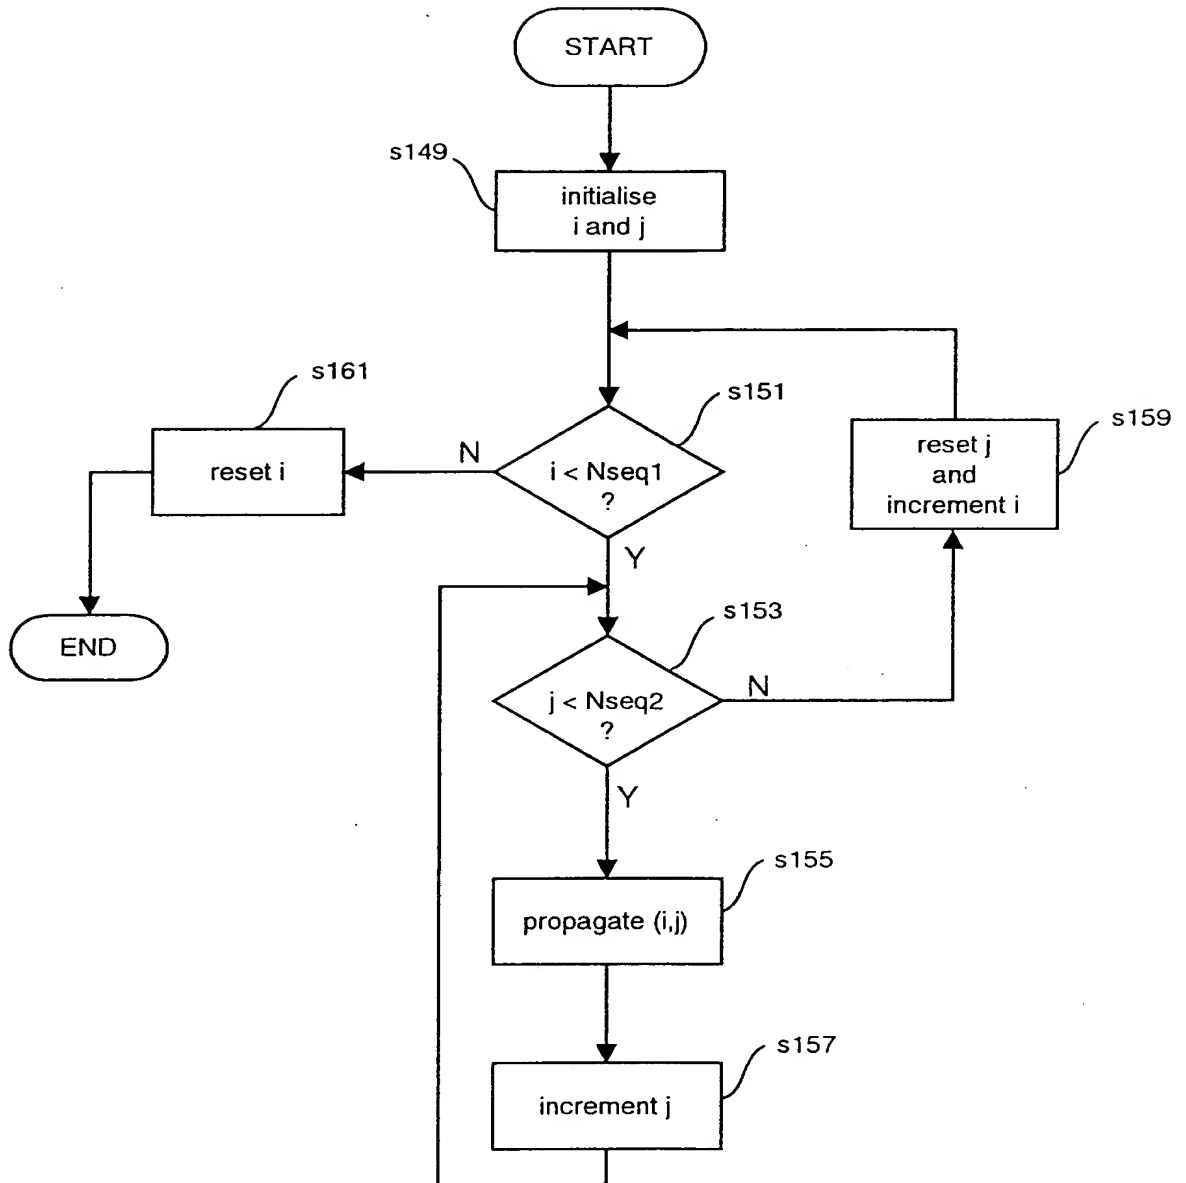 START
s149
initialise
i and j
s161
s151
s159
reset i
N
i < Nseq1
?
reset j
and
increment i
Y
END
s153
j < Nseq2
?
N
Y
s155
propagate (i,j)
s157
increment j